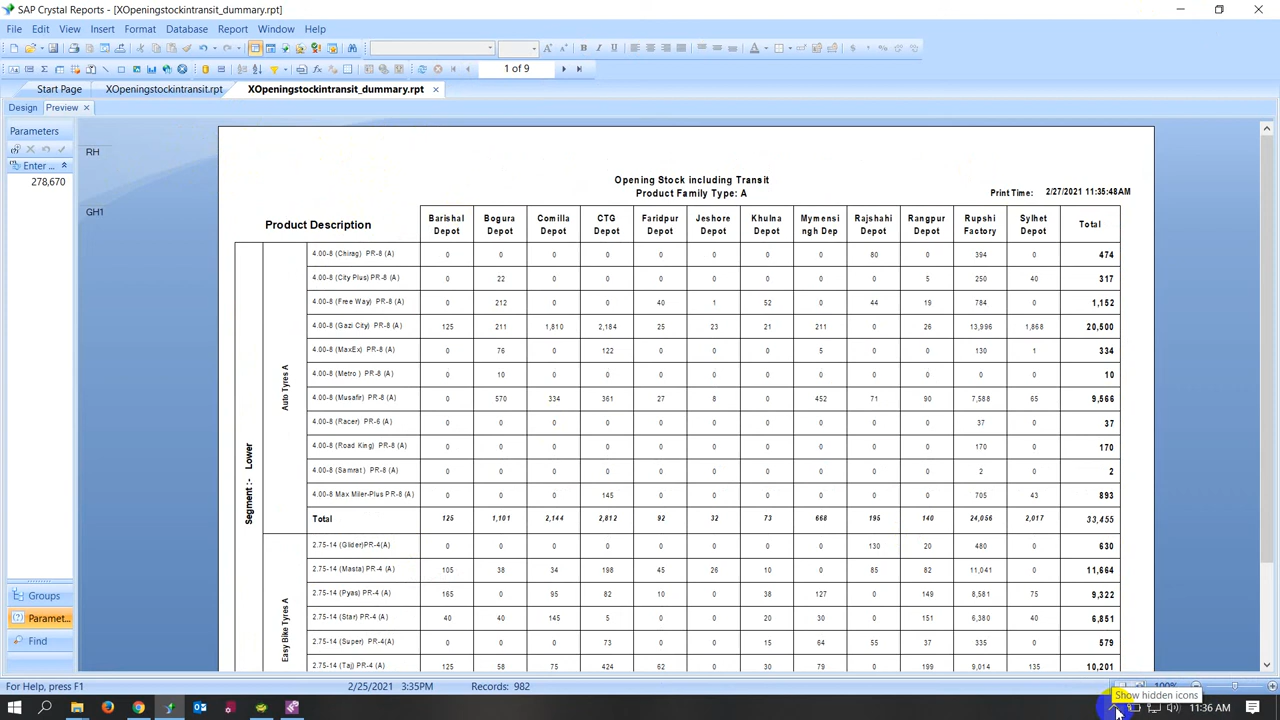 SAP Crystal Reports - [XOpeningstockintransit_dummary.rpt]
File Edit View Insert Format Database Report Window Help
1 of 9
Start Page XOpeningstockintransit.rpt XOpeningstockintransit_dummary.rpt
Design Preview
Parameters
Enter ...
278,670
RH
GH1
Opening Stock including Transit
Product Family Type: A
Print Time: 2/27/2021 11:35:48AM
Product Description Barishal Depot Bogura Depot Comilla Depot CTG Depot Faridpur Depot Jeshore Depot Khulna Depot Mymensi ngh Dep Rajshahi Depot Rangpur Depot Rupshi Factory Sylhet Depot Total
Segment :- Lower
Auto Tyres A
4.00-8 (Chirag) PR-8 (A) 0 0 0 0 0 0 0 0 80 0 394 0 474
4.00-8 (City Plus) PR-8 (A) 0 22 0 0 0 0 0 0 0 5 250 40 317
4.00-8 (Free Way) PR-8 (A) 0 212 0 0 40 1 52 0 44 19 784 0 1,152
4.00-8 (Gazi City) PR-8 (A) 125 211 1,810 2,184 25 23 21 211 0 26 13,996 1,868 20,500
4.00-8 (MaxEx) PR-8 (A) 0 76 0 122 0 0 0 5 0 0 130 1 334
4.00-8 (Metro ) PR-8 (A) 0 10 0 0 0 0 0 0 0 0 0 0 10
4.00-8 (Musafir) PR-8 (A) 0 570 334 361 27 8 0 452 71 90 7,588 65 9,566
4.00-8 (Racer) PR-6 (A) 0 0 0 0 0 0 0 0 0 0 37 0 37
4.00-8 (Road King) PR-8 (A) 0 0 0 0 0 0 0 0 0 0 170 0 170
4.00-8 (Samrat ) PR-8 (A) 0 0 0 0 0 0 0 0 0 0 2 0 2
4.00-8 Max Miler-Plus PR-8 (A) 0 0 0 145 0 0 0 0 0 0 705 43 893
Total 125 1,101 2,144 2,812 92 32 73 668 195 140 24,056 2,017 33,455
Easy Bike Tyres A
2.75-14 (Glider)PR-4(A) 0 0 0 0 0 0 0 0 130 20 480 0 630
2.75-14 (Masta) PR-4 (A) 105 38 34 198 45 26 10 0 85 82 11,041 0 11,664
2.75-14 (Pyas) PR-4 (A) 165 0 95 82 10 0 38 127 0 149 8,581 75 9,322
2.75-14 (Star) PR-4 (A) 40 40 145 5 0 0 20 30 0 151 6,380 40 6,851
2.75-14 (Super) PR-4(A) 0 0 0 73 0 0 15 64 55 37 335 0 579
2.75-14 (Taj) PR-4 (A) 125 58 75 424 62 0 30 79 0 199 9,014 135 10,201
Groups
Paramet...
Find
For Help, press F1 2/25/2021 3:35PM Records: 982
Show hidden icons
11:36 AM